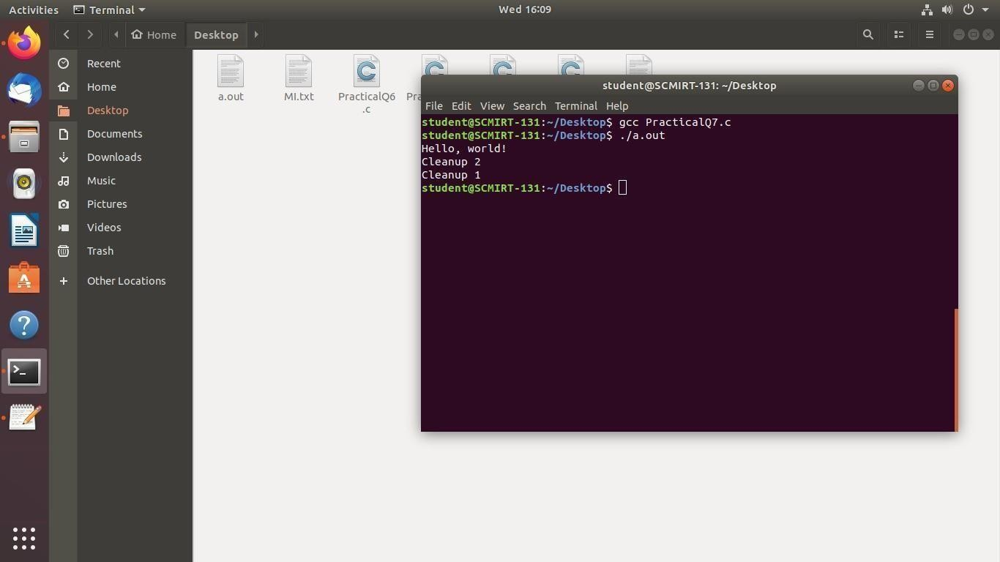 Activities
Terminal
Wed 16:09
Home
Desktop
Recent
Home
Desktop
Documents
Downloads
Music
Pictures
Videos
Trash
Other Locations
a.out
MI.txt
PracticalQ6
.c
student@SCMIRT-131: ~/Desktop
File Edit View Search Terminal Help
student@SCMIRT-131:~/Desktop$ gcc PracticalQ7.c
student@SCMIRT-131:~/Desktop$ ./a.out
Hello, world!
Cleanup 2
Cleanup 1
student@SCMIRT-131:~/Desktop$